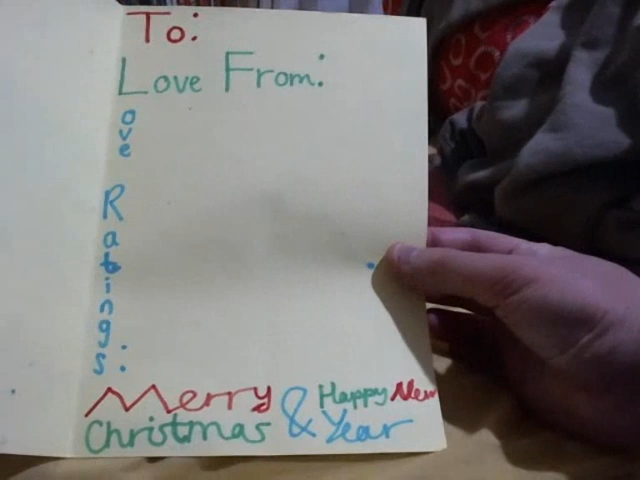 To:
Love From:
ove
Ratings:
Merry
Christmas
& Happy New
Year